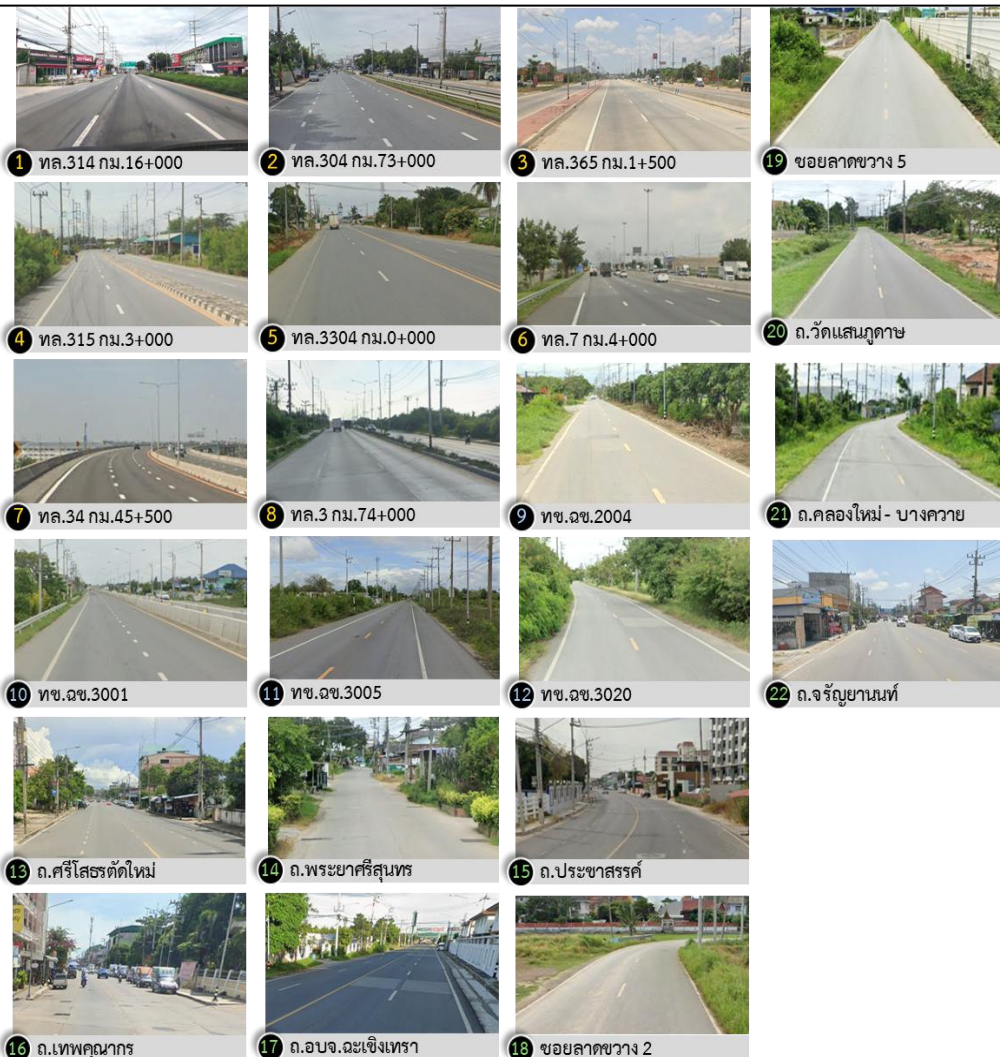 1 ทล.314 กม.16+000
2 ทล.304 กม.73+000
3 ทล.365 กม.1+500
19 ซอยลาดขวาง 5
4 ทล.315 กม.3+000
5 ทล.3304 กม.0+000
6 ทล.7 กม.4+000
20 ถ.วัดแสนภูดาษ
7 ทล.34 กม.45+500
8 ทล.3 กม.74+000
9 ทช.ฉช.2004
21 ถ.คลองใหม่ - บางควาย
10 ทช.ฉช.3001
11 ทช.ฉช.3005
12 ทช.ฉช.3020
22 ถ.จรัญยานนท์
13 ถ.ศรีโสธรตัดใหม่
14 ถ.พระยาศรีสุนทร
15 ถ.ประชาสรรค์
16 ถ.เทพคุณากร
17 ถ.อบจ.ฉะเชิงเทรา
18 ซอยลาดขวาง 2